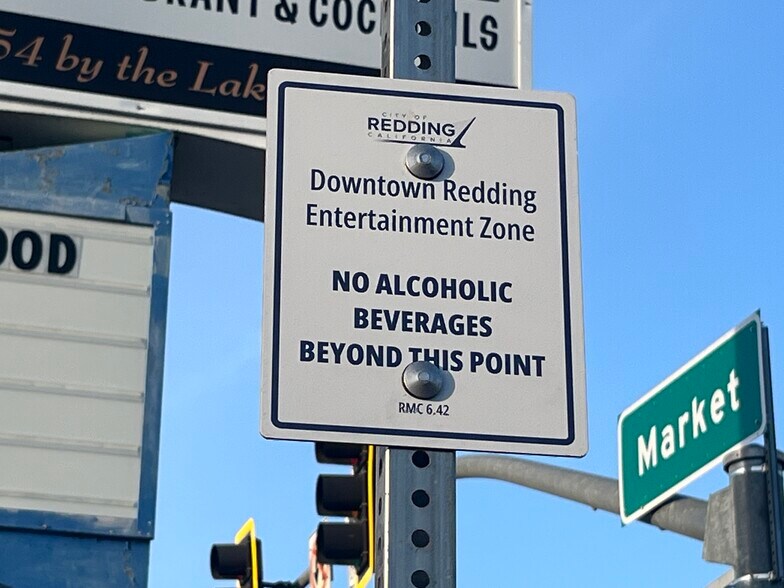 & COC
LS
54 by the Lak
OOD
CITY OF
REDDING
CALIFORNIA
Downtown Redding
Entertainment Zone
NO ALCOHOLIC
BEVERAGES
BEYOND THIS POINT
RMC 6.42
Market